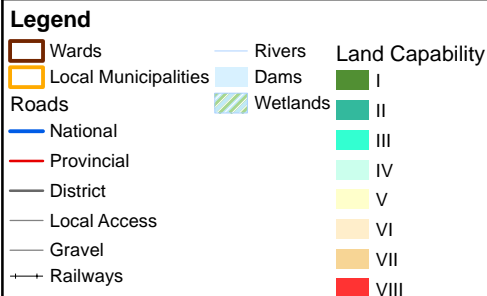 Legend
Wards
Local Municipalities
Roads
National
Provincial
District
Local Access
Gravel
Railways
Rivers
Dams
Wetlands
Land Capability
I
II
III
IV
V
VI
VII
VIII